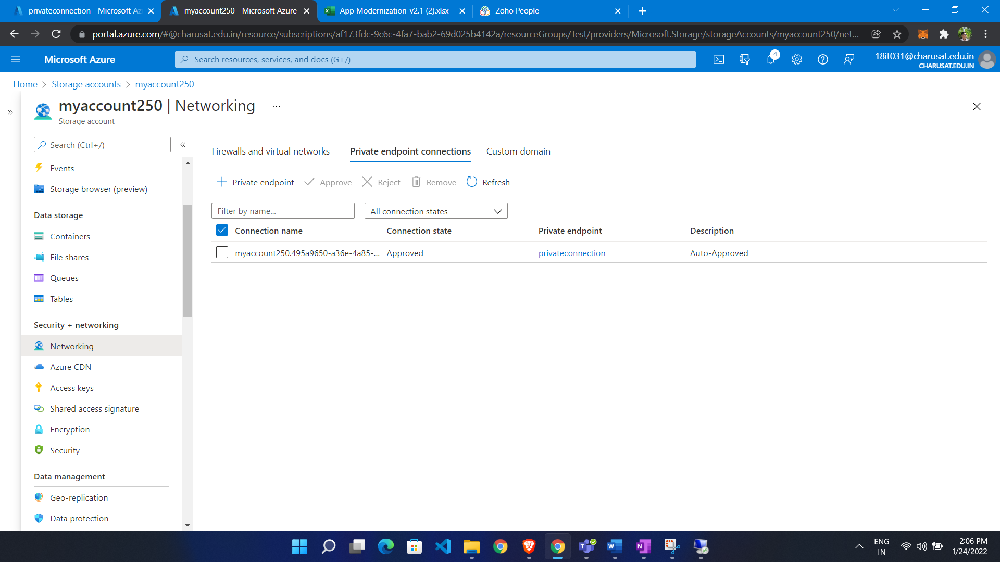 privateconnection - Microsoft Az
myaccount250 - Microsoft Azure
App Modernization-v2.1 (2).xlsx
Zoho People
portal.azure.com/#@charusat.edu.in/resource/subscriptions/af173fdc-9c6c-4fa7-bab2-69d025b4142a/resourceGroups/Test/providers/Microsoft.Storage/storageAccounts/myaccount250/net...
Microsoft Azure
Search resources, services, and docs (G+/)
4
18it031@charusat.edu.in
CHARUSAT.EDU.IN
Home > Storage accounts > myaccount250
myaccount250 | Networking ...
Storage account
Search (Ctrl+/)
Events
Storage browser (preview)
Data storage
Containers
File shares
Queues
Tables
Security + networking
Networking
Azure CDN
Access keys
Shared access signature
Encryption
Security
Data management
Geo-replication
Data protection
Firewalls and virtual networks Private endpoint connections Custom domain
Private endpoint Approve Reject Remove Refresh
Filter by name... All connection states
Connection name Connection state Private endpoint Description
myaccount250.495a9650-a36e-4a85-... Approved privateconnection Auto-Approved
ENG
IN
2:06 PM
1/24/2022